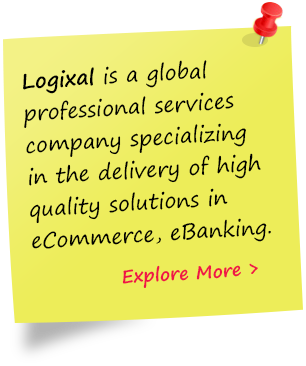 Logixal is a global
professional services
company specializing
in the delivery of high
quality solutions in
eCommerce, eBanking.
Explore More >